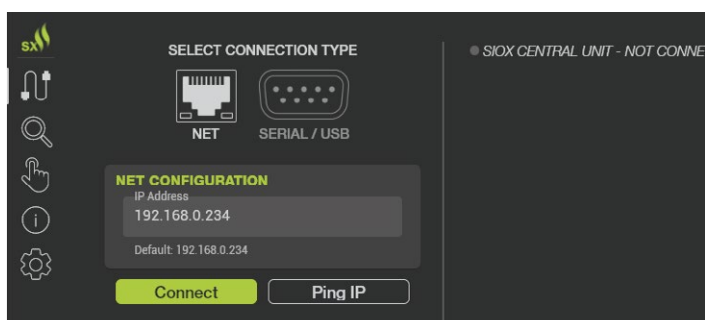 sx
SELECT CONNECTION TYPE
NET
SERIAL / USB
NET CONFIGURATION
IP Address
192.168.0.234
Default: 192.168.0.234
Connect
Ping IP
SIOX CENTRAL UNIT - NOT CONNE